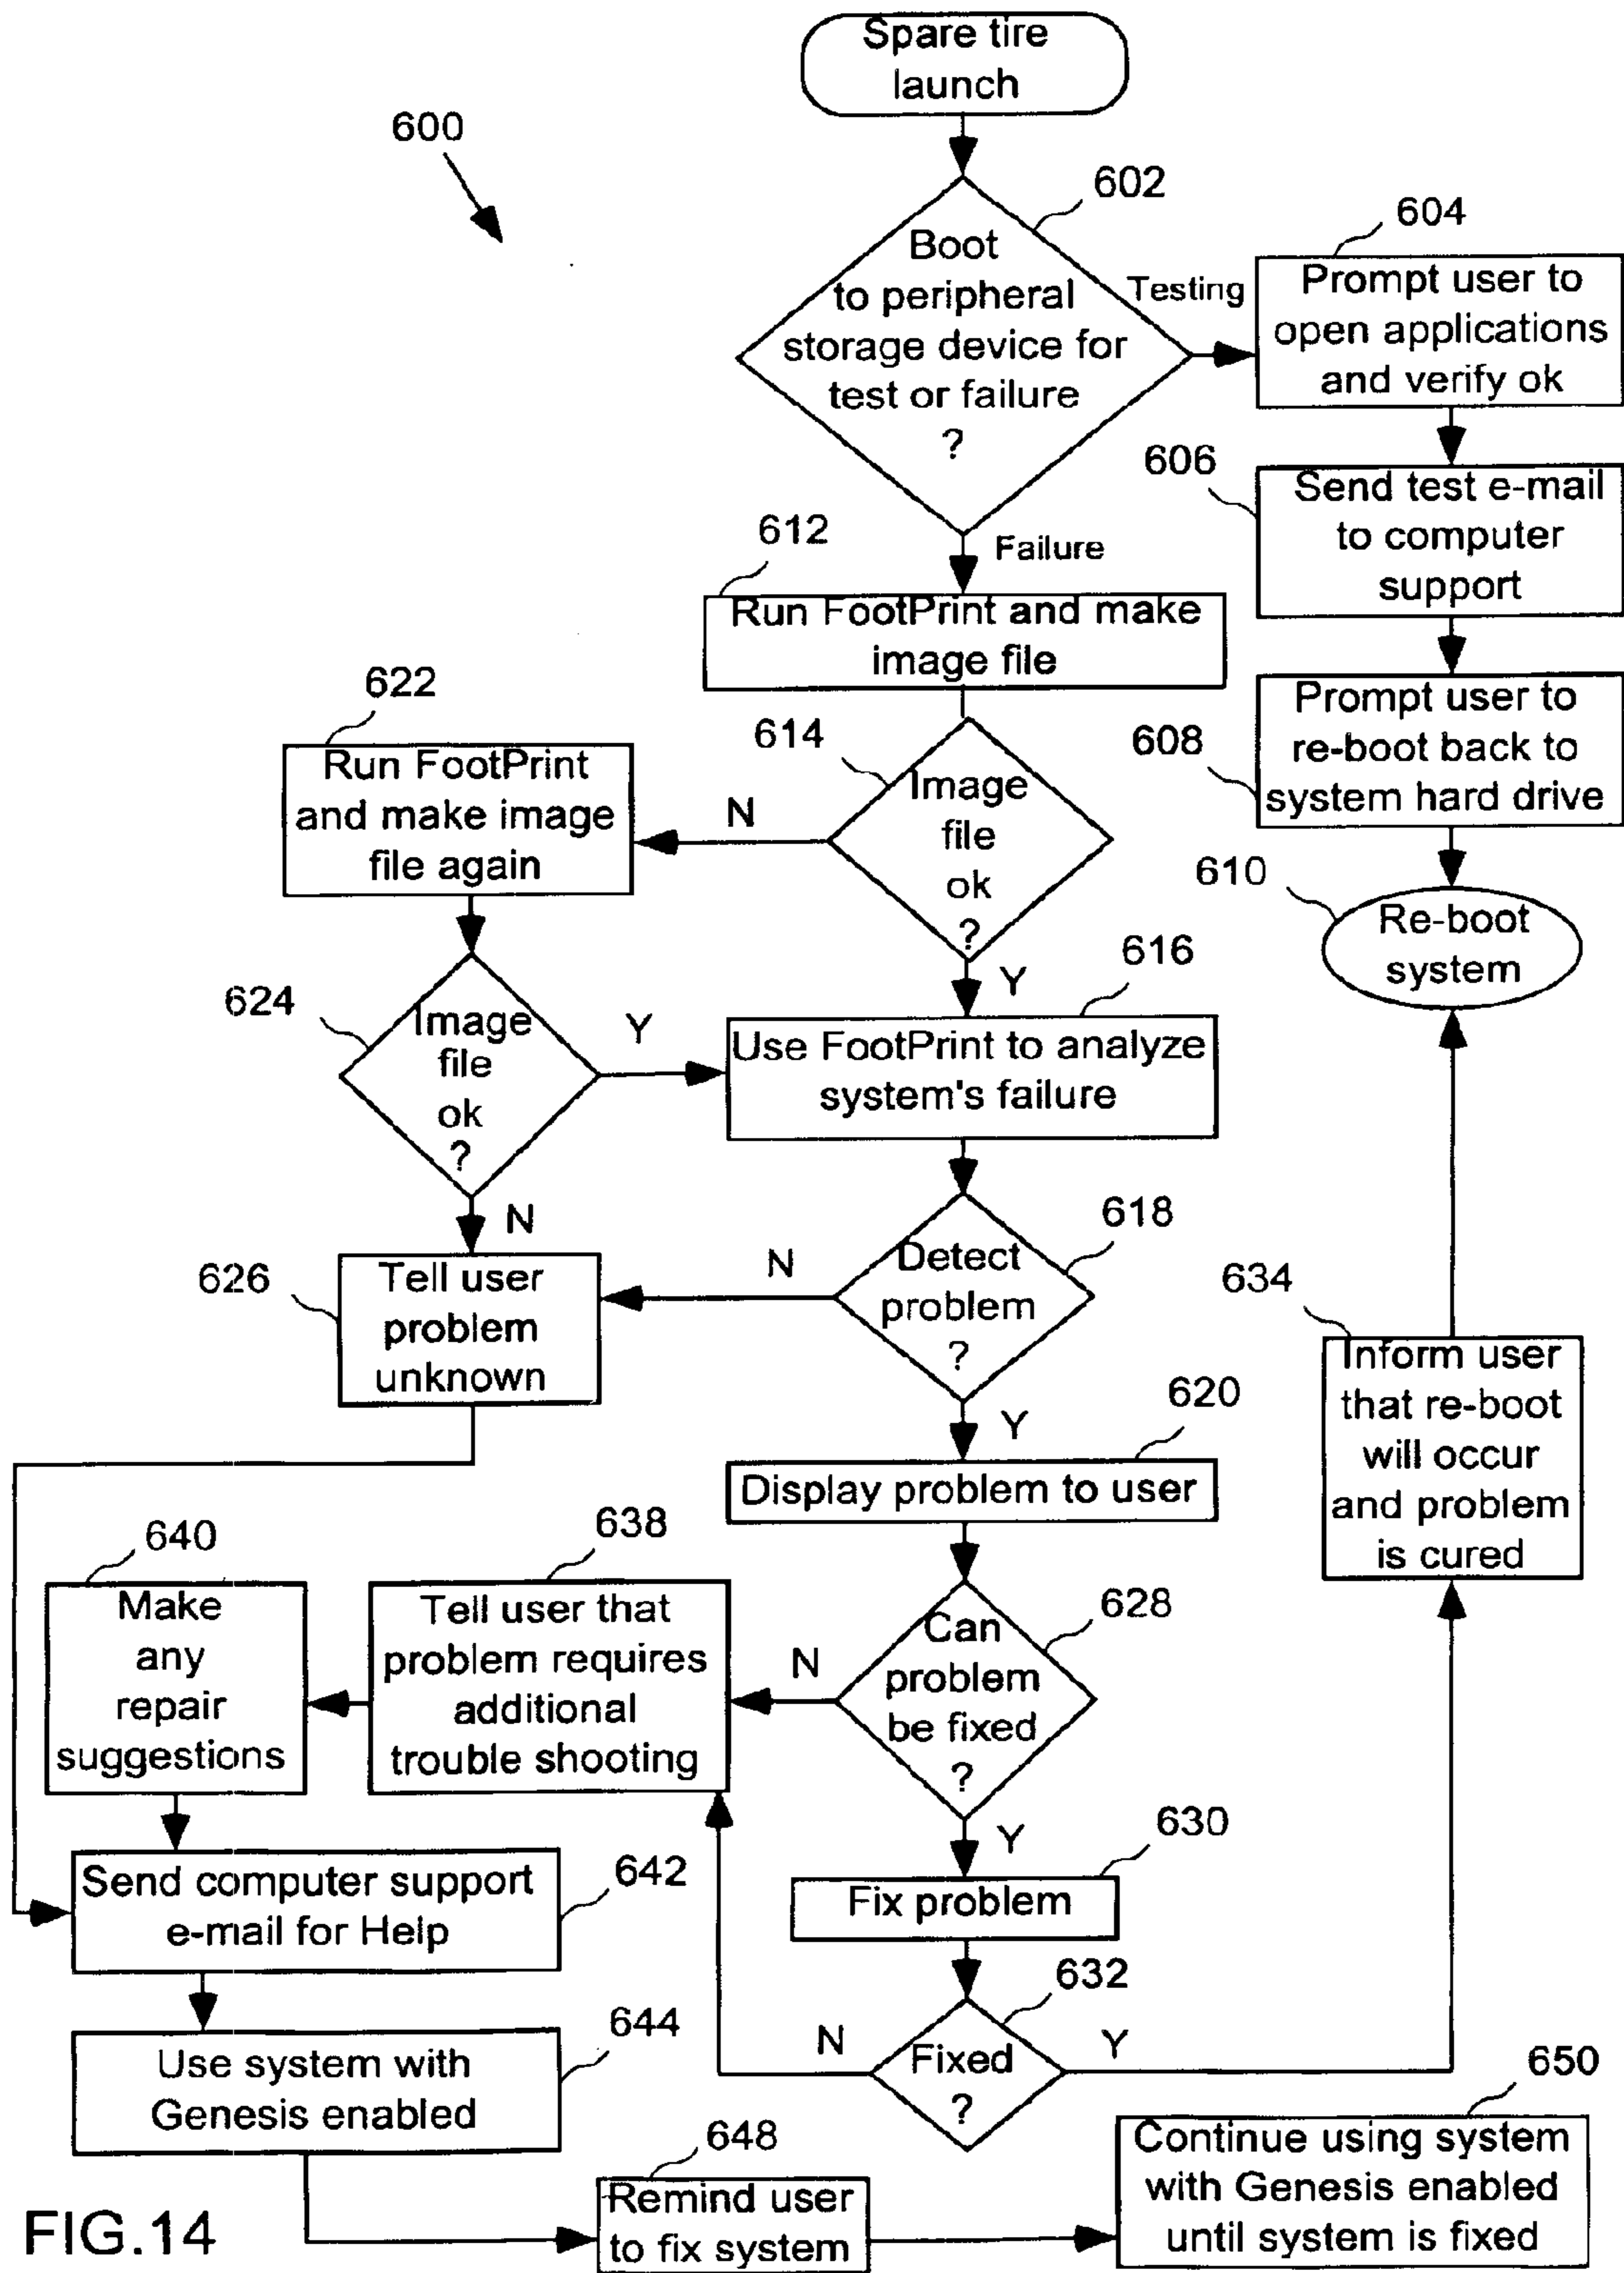 Spare tire
launch
600
602
Boot
to peripheral
storage device for
test or failure
?
Testing
604
Prompt user to
open applications
and verify ok
606
Send test e-mail
to computer
support
608
Prompt user to
re-boot back to
system hard drive
610
Re-boot
system
Failure
612
Run FootPrint and make
image file
614
Image
file
ok
?
N
622
Run FootPrint
and make image
file again
624
Image
file
ok
?
Y
Y
616
Use FootPrint to analyze
system's failure
N
626
Tell user
problem
unknown
618
Detect
problem
?
N
Y
620
Display problem to user
634
Inform user
that re-boot
will occur
and problem
is cured
628
Can
problem
be fixed
?
N
638
Tell user that
problem requires
additional
trouble shooting
640
Make
any
repair
suggestions
Y
630
Fix problem
642
Send computer support
e-mail for Help
632
Fixed
?
N
Y
644
Use system with
Genesis enabled
648
Remind user
to fix system
650
Continue using system
with Genesis enabled
until system is fixed
FIG.14